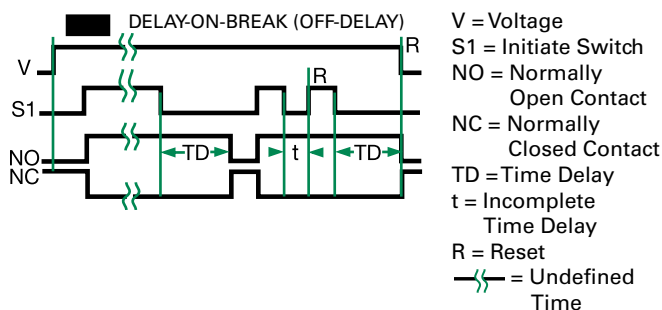 DELAY-ON-BREAK (OFF-DELAY)
V
R
S1
R
NO
NC
TD
t
TD
V = Voltage
S1 = Initiate Switch
NO = Normally
Open Contact
NC = Normally
Closed Contact
TD = Time Delay
t = Incomplete
Time Delay
R = Reset
= Undefined
Time